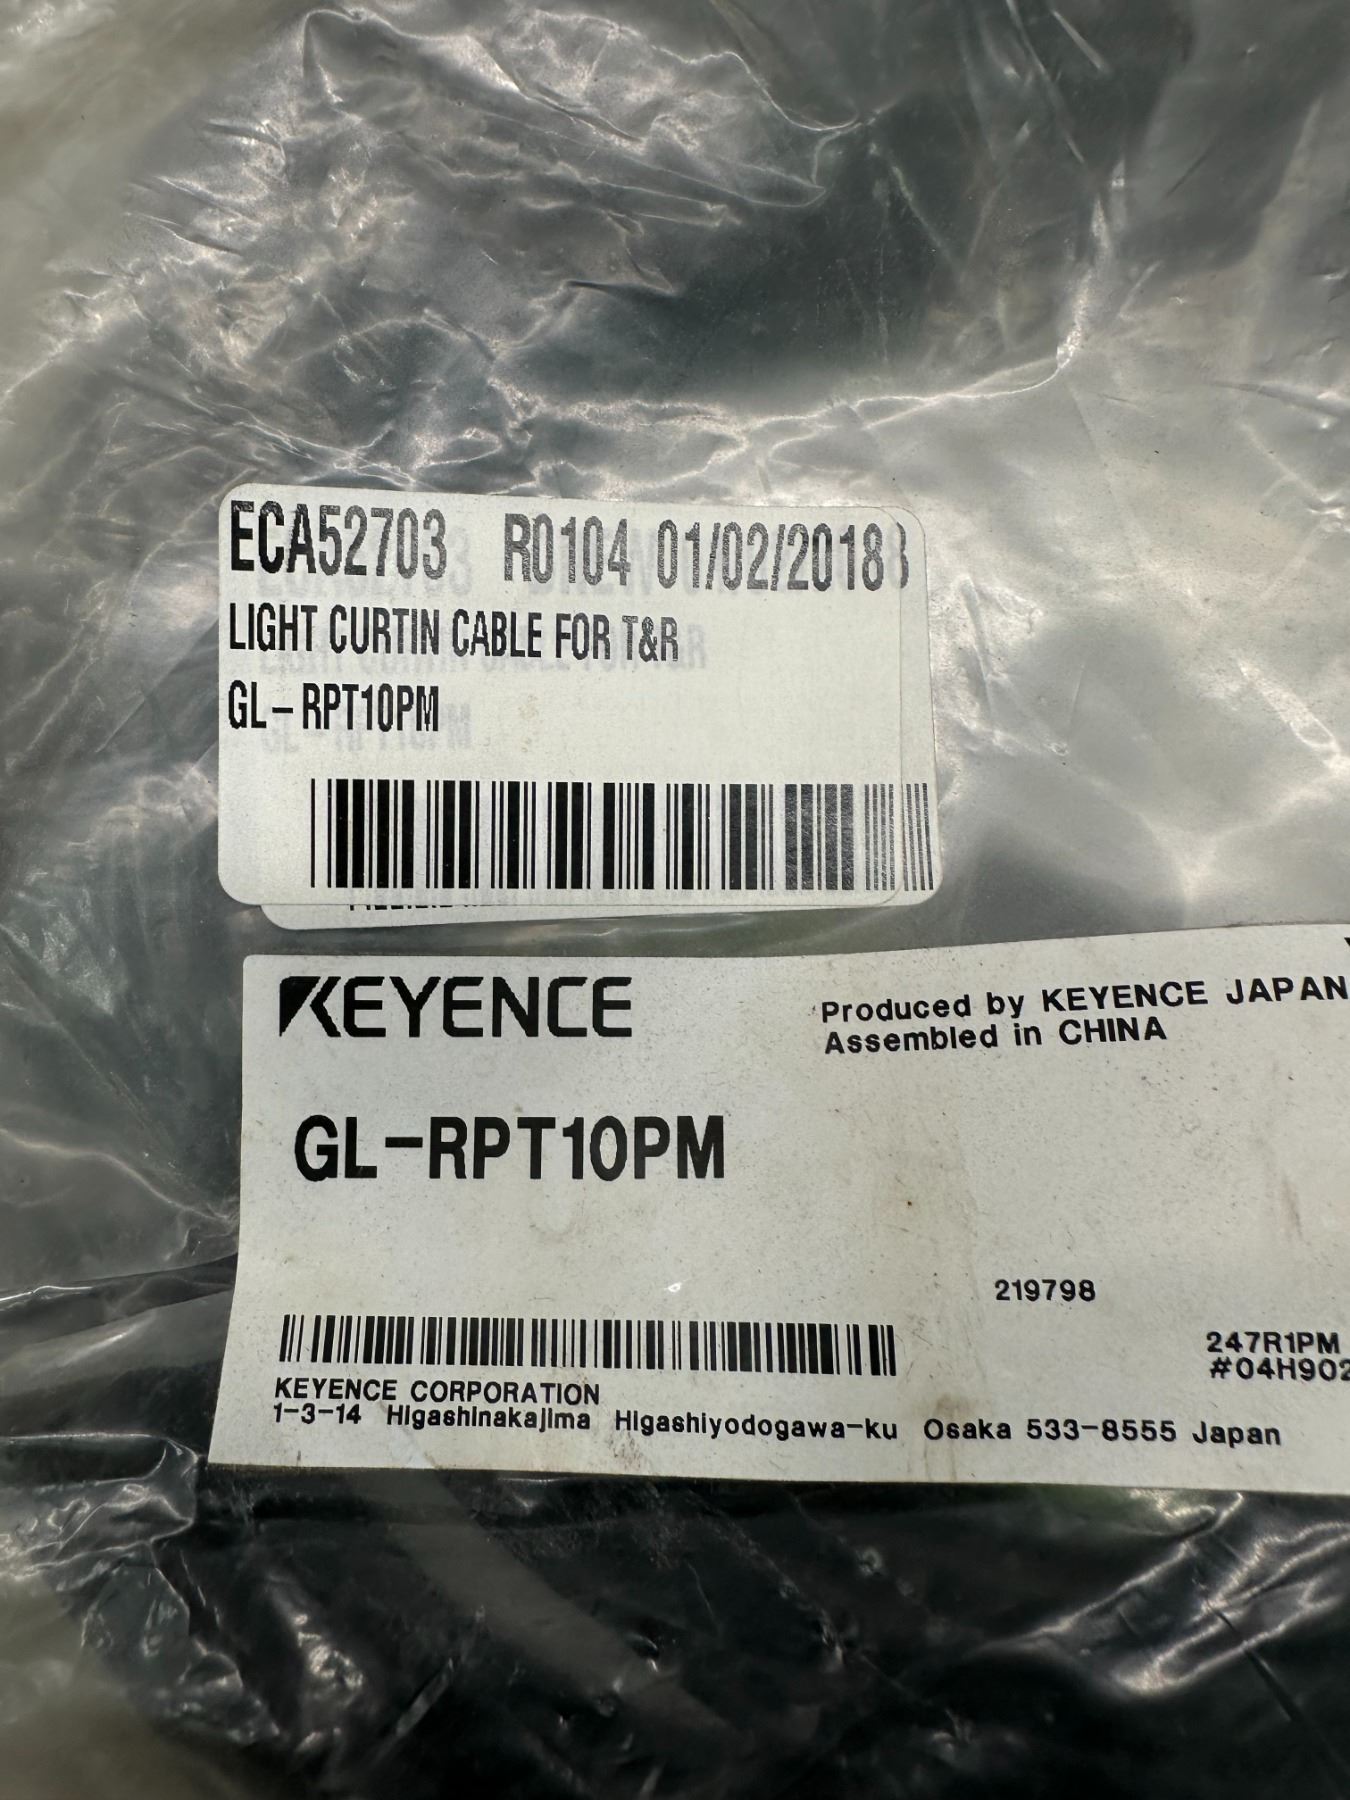 ECA52703 R0104 01/02/2018
LIGHT CURTIN CABLE FOR T&R
GL-RPT10PM
KEYENCE
Produced by KEYENCE JAPAN
Assembled in CHINA
GL-RPT10PM
219798
247R1PM
#04H902
KEYENCE CORPORATION
1-3-14 Higashinakajima Higashiyodogawa-ku Osaka 533-8555 Japan